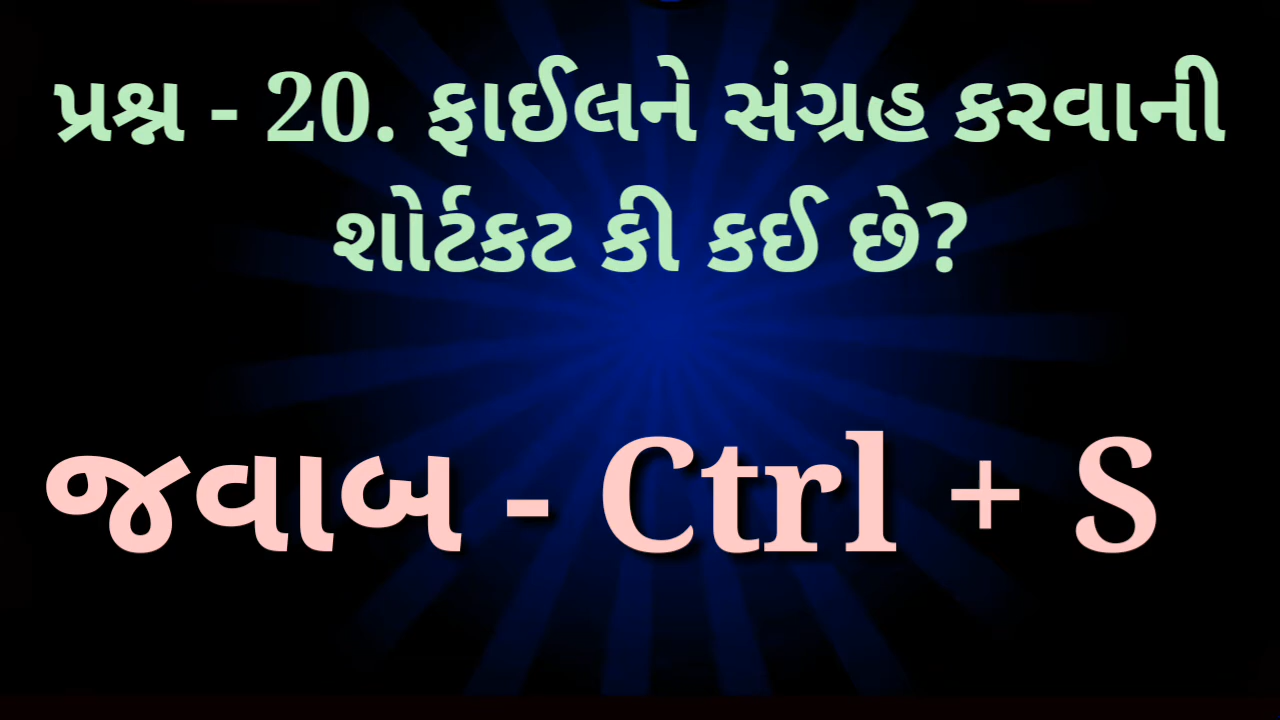 પ્રશ્ન - 20. ફાઈલને સંગ્રહ કરવાની
શોર્ટકટ કી કઈ છે?
જવાબ - Ctrl + S